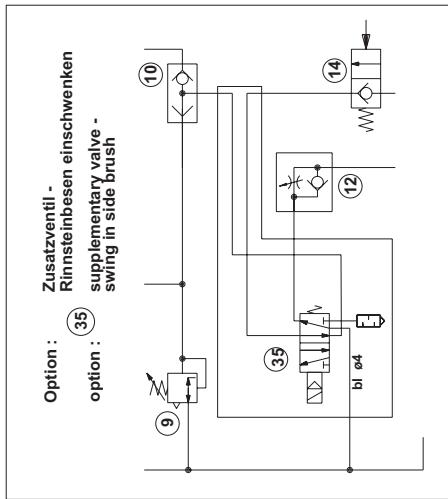 Option :
Zusatzventil -
Rinnsteinbesen einschwenken
option :
35
supplementary valve -
swing in side brush
9
10
14
12
35
bl ø4